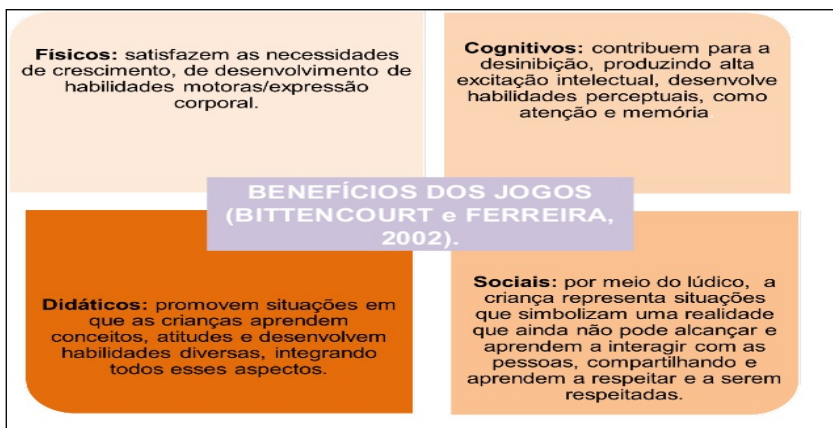 Físicos: satisfazem as necessidades
de crescimento, de desenvolvimento de
habilidades motoras/expressão
corporal.
Cognitivos: contribuem para a
desinibição, produzindo alta
excitação intelectual, desenvolve
habilidades perceptuais, como
atenção e memória
BENEFÍCIOS DOS JOGOS
(BITTENCOURT e FERREIRA,
2002).
Didáticos: promovem situações em
que as crianças aprendem
conceitos, atitudes e desenvolvem
habilidades diversas, integrando
todos esses aspectos.
Sociais: por meio do lúdico, a
criança representa situações
que simbolizam uma realidade
que ainda não pode alcançar e
aprendem a interagir com as
pessoas, compartilhando e
aprendem a respeitar e a serem
respeitadas.